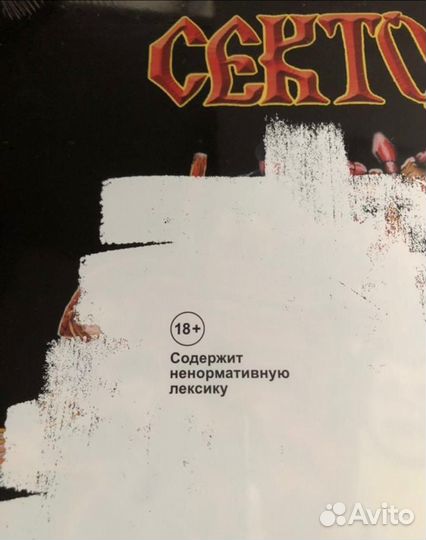 СЕКТО
18+
Содержит
ненормативную
лексику
Avito